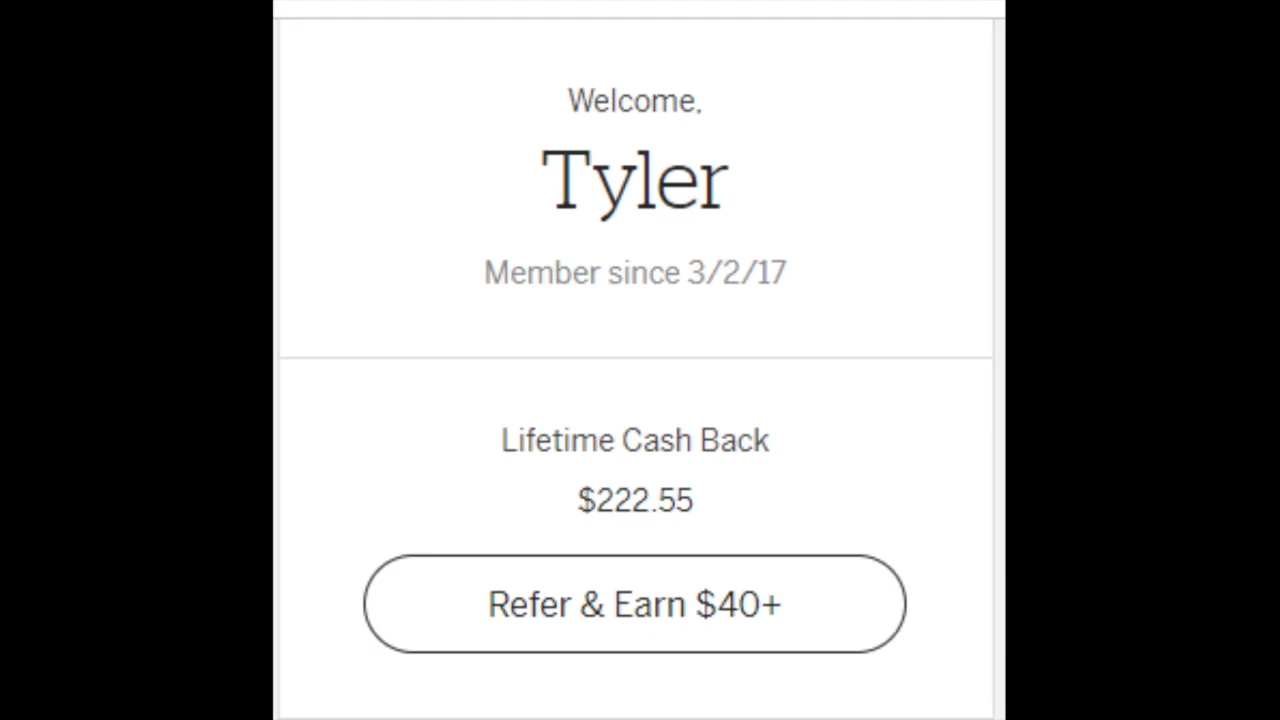 Welcome,
Tyler
Member since 3/2/17
Lifetime Cash Back
$222.55
Refer & Earn $40+